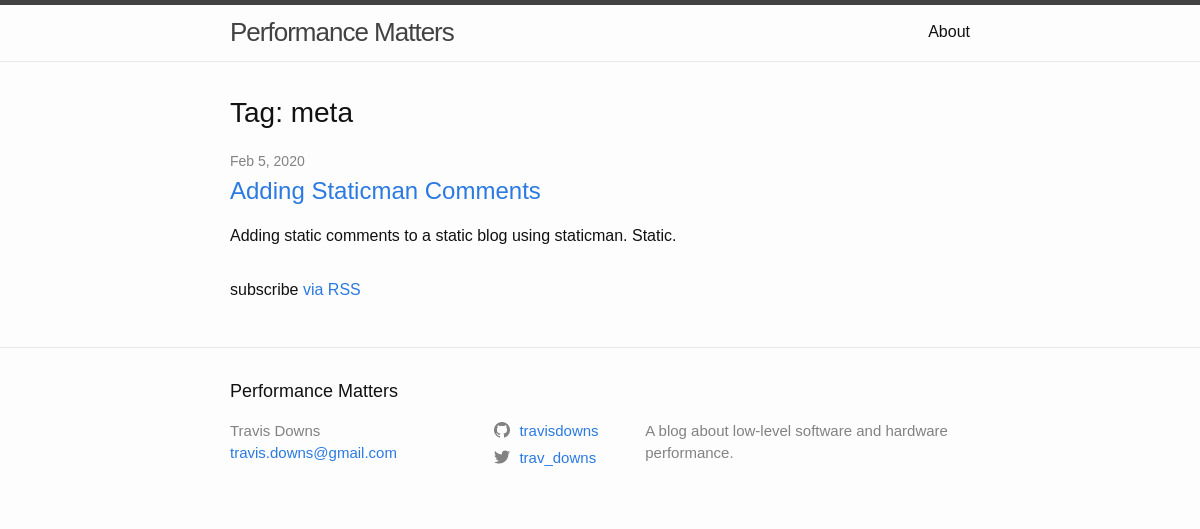 Performance Matters
About
Tag: meta
Feb 5, 2020
Adding Staticman Comments
Adding static comments to a static blog using staticman. Static.
subscribe via RSS
Performance Matters
Travis Downs
travis.downs@gmail.com
travisdowns
trav_downs
A blog about low-level software and hardware
performance.